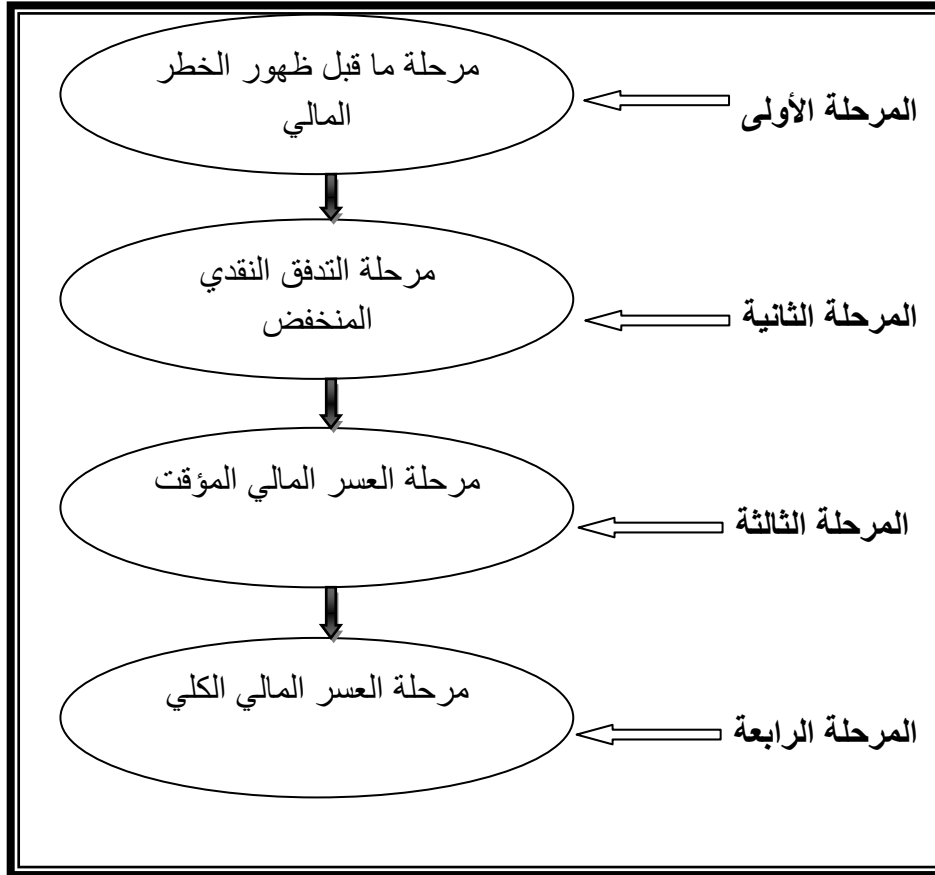 مرحلة ما قبل ظهور الخطر
المالي
المرحلة الأولى
مرحلة التدفق النقدي
المنخفض
المرحلة الثانية
مرحلة العسر المالي المؤقت
المرحلة الثالثة
مرحلة العسر المالي الكلي
المرحلة الرابعة